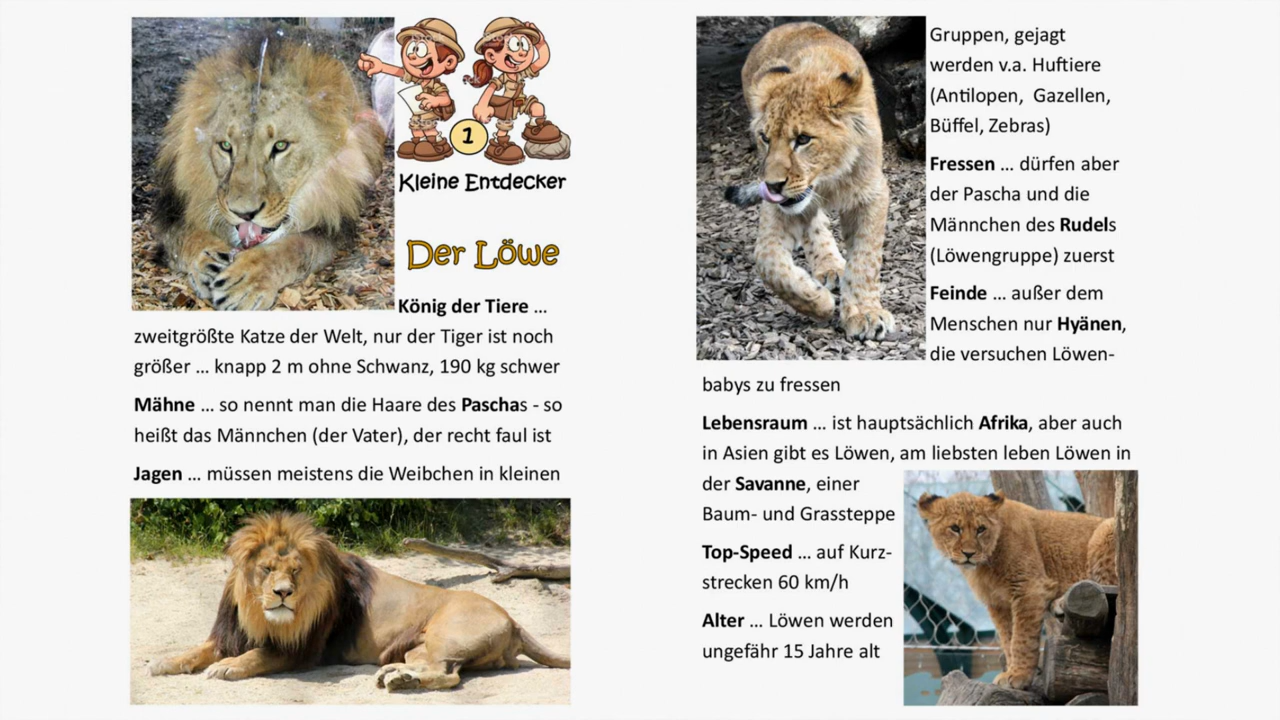 1
Kleine Entdecker
Der Löwe
König der Tiere ...
zweitgrößte Katze der Welt, nur der Tiger ist noch
größer ... knapp 2 m ohne Schwanz, 190 kg schwer
Mähne ... so nennt man die Haare des Paschas - so
heißt das Männchen (der Vater), der recht faul ist
Jagen ... müssen meistens die Weibchen in kleinen
Gruppen, gejagt
werden v.a. Huftiere
(Antilopen, Gazellen,
Büffel, Zebras)
Fressen ... dürfen aber
der Pascha und die
Männchen des Rudels
(Löwengruppe) zuerst
Feinde ... außer dem
Menschen nur Hyänen,
die versuchen Löwen-
babys zu fressen
Lebensraum ... ist hauptsächlich Afrika, aber auch
in Asien gibt es Löwen, am liebsten leben Löwen in
der Savanne, einer
Baum- und Grassteppe
Top-Speed ... auf Kurz-
strecken 60 km/h
Alter ... Löwen werden
ungefähr 15 Jahre alt